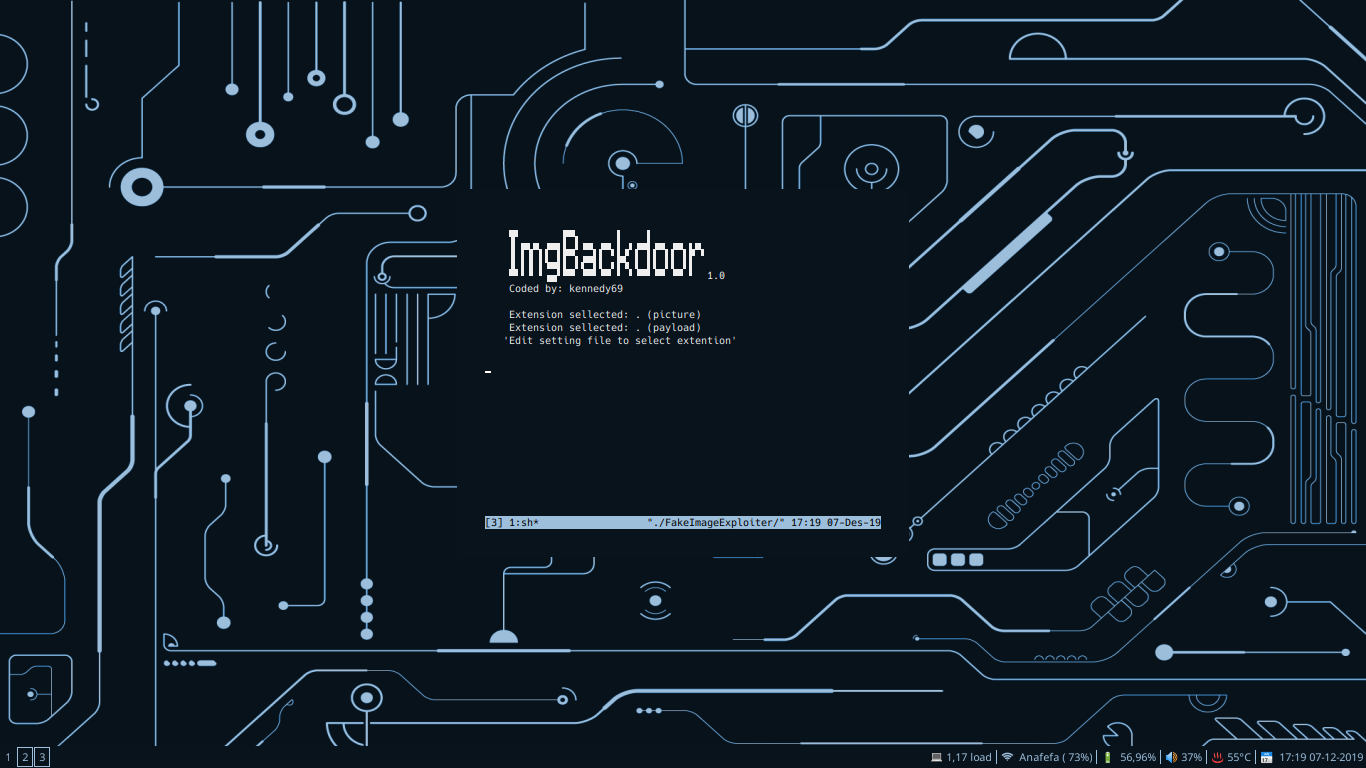 ImgBackdoor 1.0
Coded by: kennedy69
Extension sellected: . (picture)
Extension sellected: . (payload)
'Edit setting file to select extention'
[3] 1:sh* "./FakeImageExploiter/" 17:19 07-Des-19
1 2 3 1,17 load Anafefa ( 73%) 56,96% 37% 55°C 17:19 07-12-2019